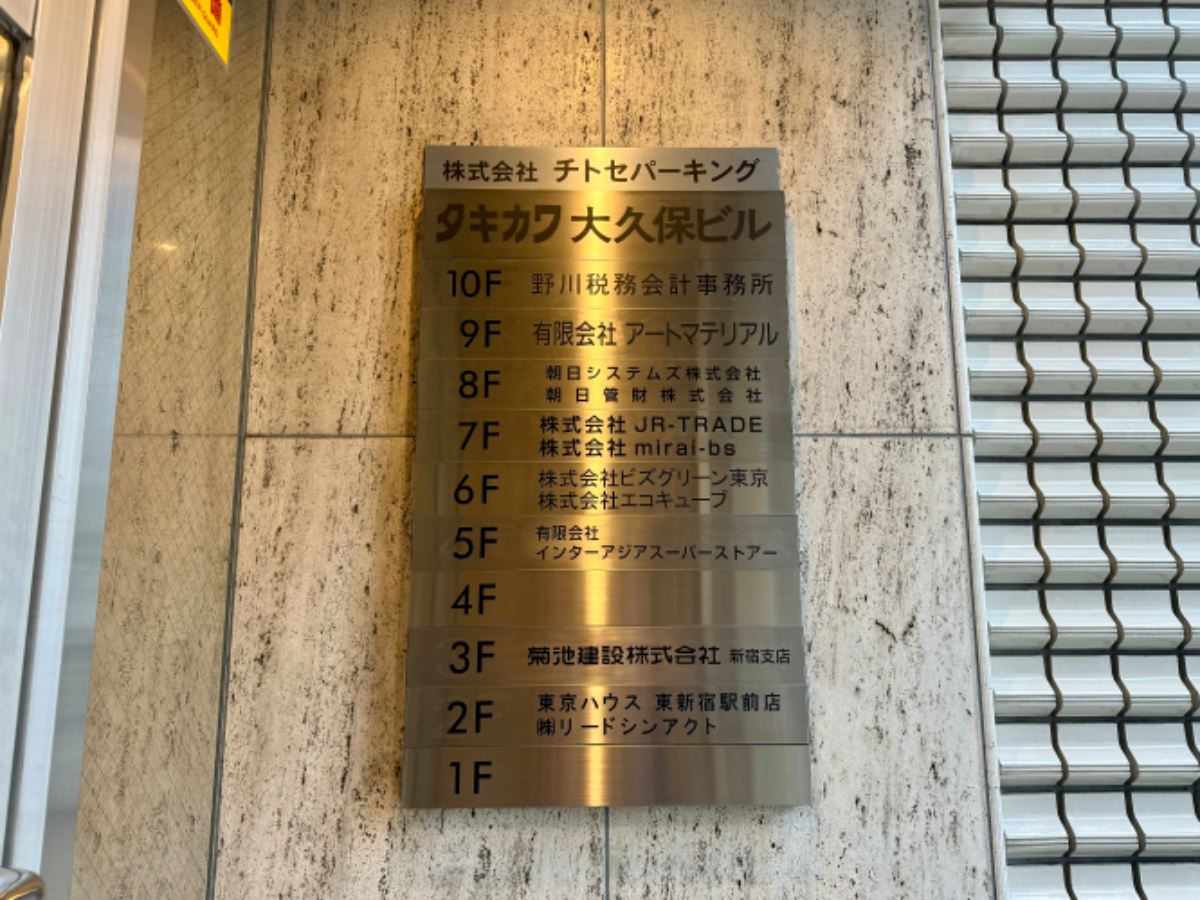 株式会社 チトセパーキング
タキカワ大久保ビル
10F 野川税務会計事務所
9F 有限会社 アートマテリアル
8F 朝日システムズ株式会社
朝日管財株式会社
7F 株式会社 JR-TRADE
株式会社 mirai-bs
6F 株式会社ビズグリーン東京
株式会社エコキューブ
5F 有限会社
インターアジアスーパーストアー
4F
3F 菊池建設株式会社 新宿支店
2F 東京ハウス 東新宿駅前店
㈱リードシンアクト
1F